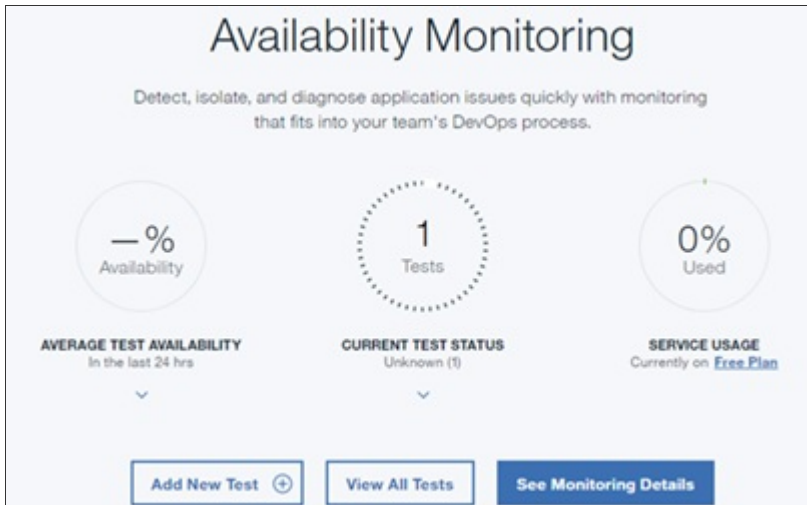 Availability Monitoring
Detect, isolate, and diagnose application issues quickly with monitoring
that fits into your team's DevOps process.
—%
Availability
1
Tests
0%
Used
AVERAGE TEST AVAILABILITY
In the last 24 hrs
CURRENT TEST STATUS
Unknown (1)
SERVICE USAGE
Currently on Free Plan
Add New Test
View All Tests
See Monitoring Details